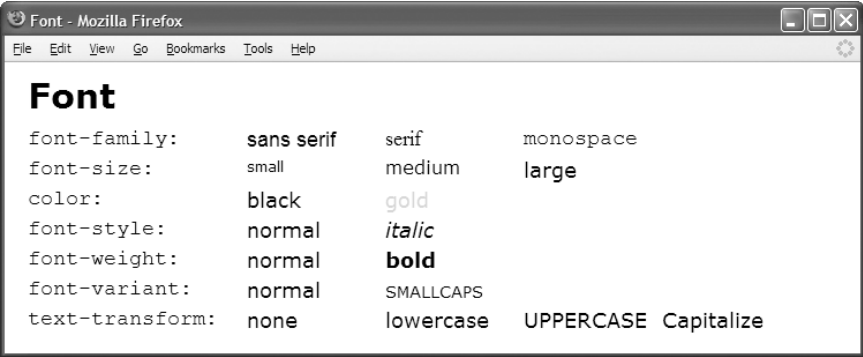 Font - Mozilla Firefox
File Edit View Go Bookmarks Tools Help
Font
font-family: sans serif serif monospace
font-size: small medium large
color: black gold
font-style: normal italic
font-weight: normal bold
font-variant: normal SMALLCAPS
text-transform: none lowercase UPPERCASE Capitalize